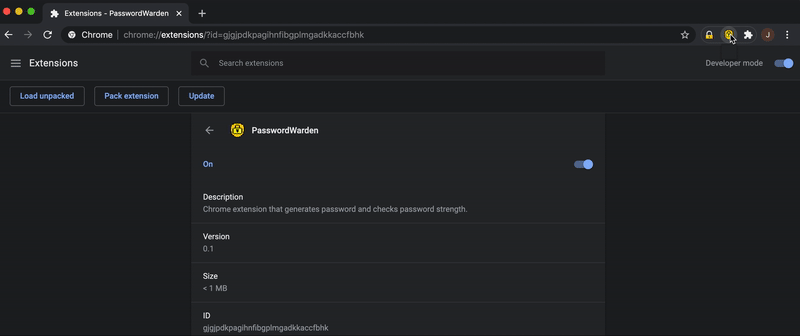 Extensions - PasswordWarden
Chrome chrome://extensions/?id=gjgjpdkpagihnfibgplmgadkkaccfbhk
J
Extensions
Search extensions
Developer mode
Load unpacked
Pack extension
Update
PasswordWarden
On
Description
Chrome extension that generates password and checks password strength.
Version
0.1
Size
< 1 MB
ID
gjgjpdkpagihnfibgplmgadkkaccfbhk